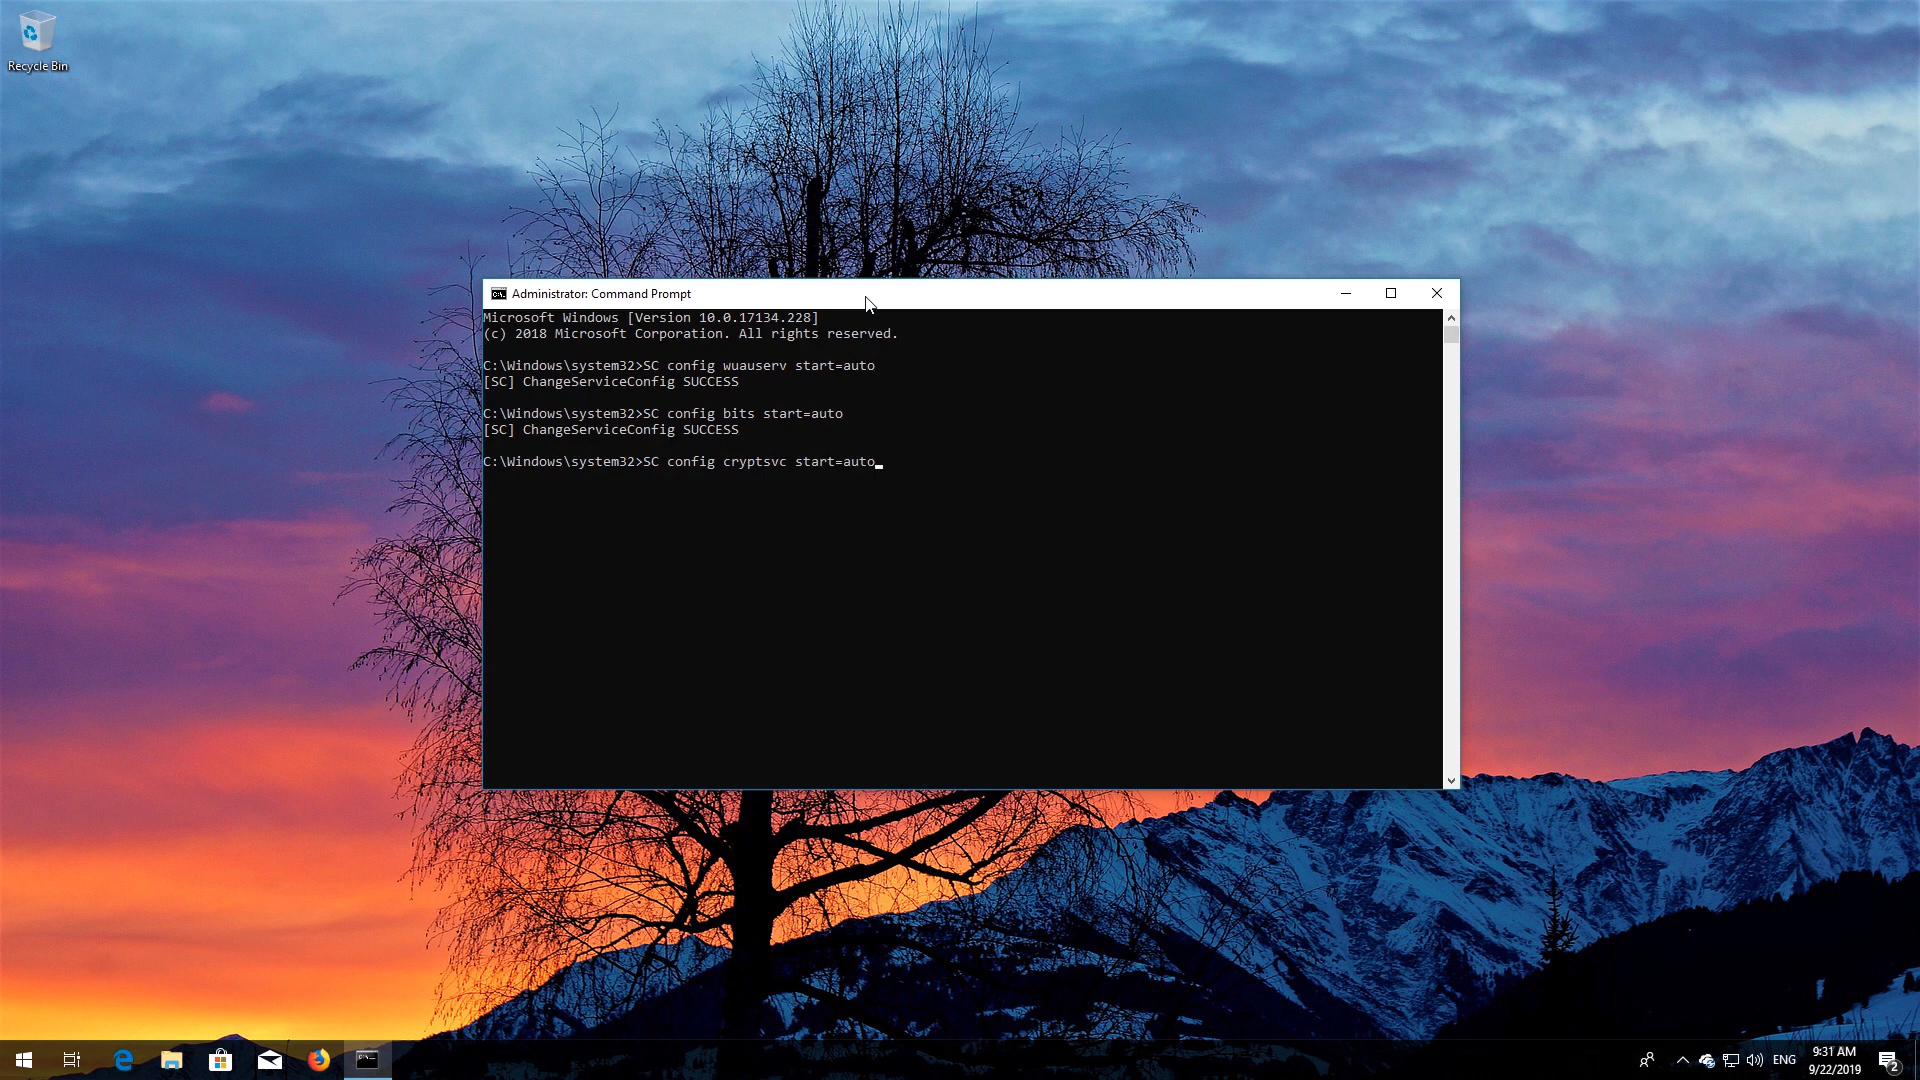 Recycle Bin
Administrator: Command Prompt
Microsoft Windows [Version 10.0.17134.228]
(c) 2018 Microsoft Corporation. All rights reserved.
C:\Windows\system32>SC config wuauserv start=auto
[SC] ChangeServiceConfig SUCCESS
C:\Windows\system32>SC config bits start=auto
[SC] ChangeServiceConfig SUCCESS
C:\Windows\system32>SC config cryptsvc start=auto
ENG
9:31 AM
9/22/2019
2